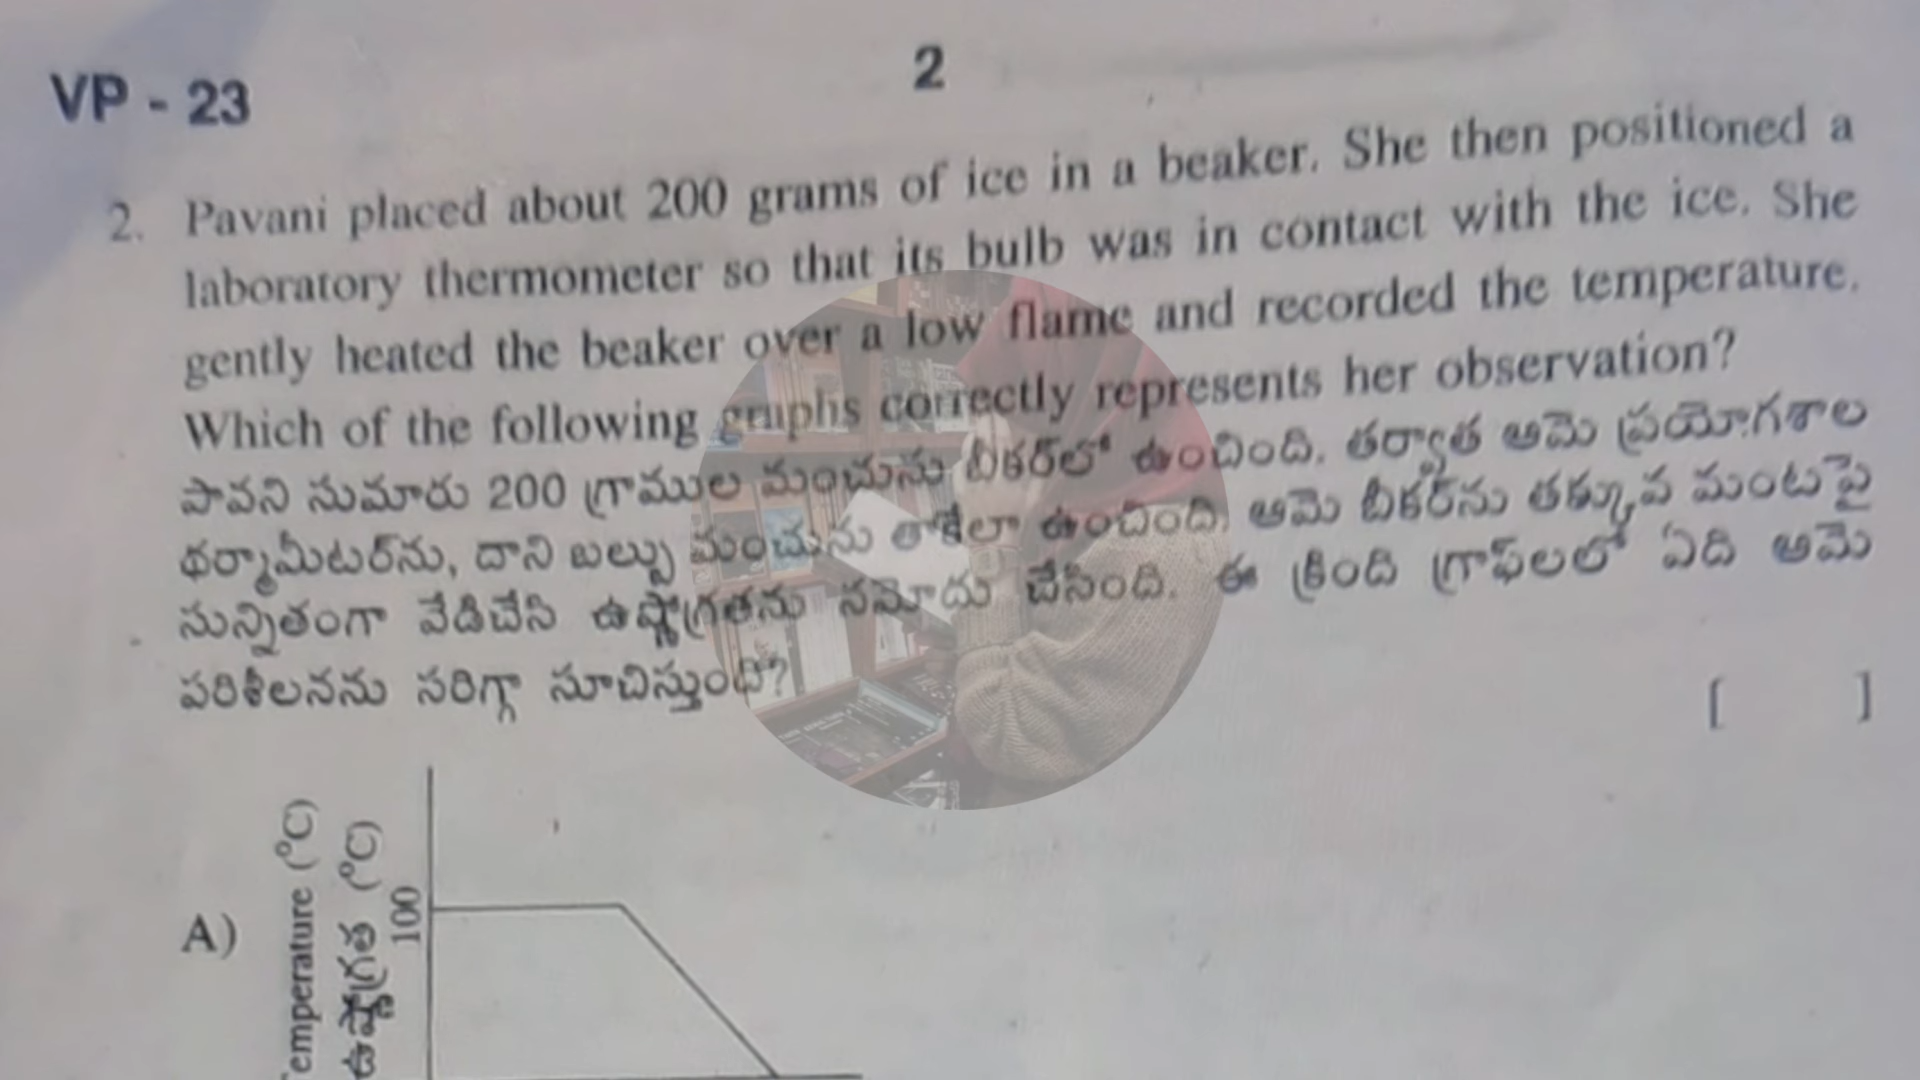 VP - 23
2
2. Pavani placed about 200 grams of ice in a beaker. She then positioned a
laboratory thermometer so that its bulb was in contact with the ice. She
gently heated the beaker over a low flame and recorded the temperature.
Which of the following graphs correctly represents her observation?
పావని సుమారు 200 గ్రాముల మంచును బీకర్‌లో ఉంచింది. తర్వాత ఆమె ప్రయోగశాల
థర్మామీటర్‌ను, దాని బల్బు మంచును తాకేలా ఉంచింది. ఆమె బీకర్‌ను తక్కువ మంటపై
సున్నితంగా వేడిచేసి ఉష్ణోగ్రతను నమోదు చేసింది. ఈ క్రింది గ్రాఫ్‌లలో ఏది ఆమె
పరిశీలనను సరిగ్గా సూచిస్తుంది?
[ ]
A)
Temperature (°C)
ఉష్ణోగ్రత (°C)
100